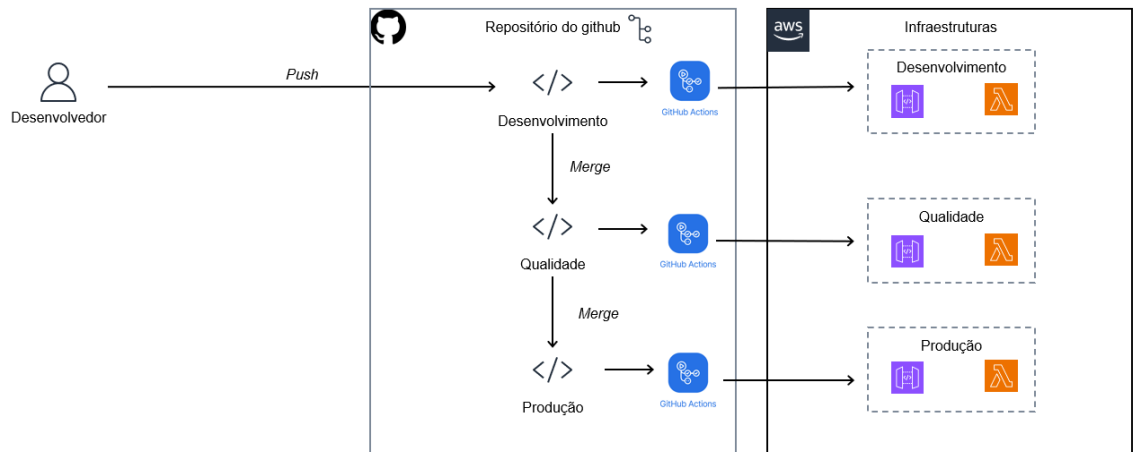 Repositório do github
aws
Infraestruturas
Desenvolvedor
Push
Desenvolvimento
GitHub Actions
Desenvolvimento
Merge
Qualidade
GitHub Actions
Qualidade
Merge
Produção
GitHub Actions
Produção